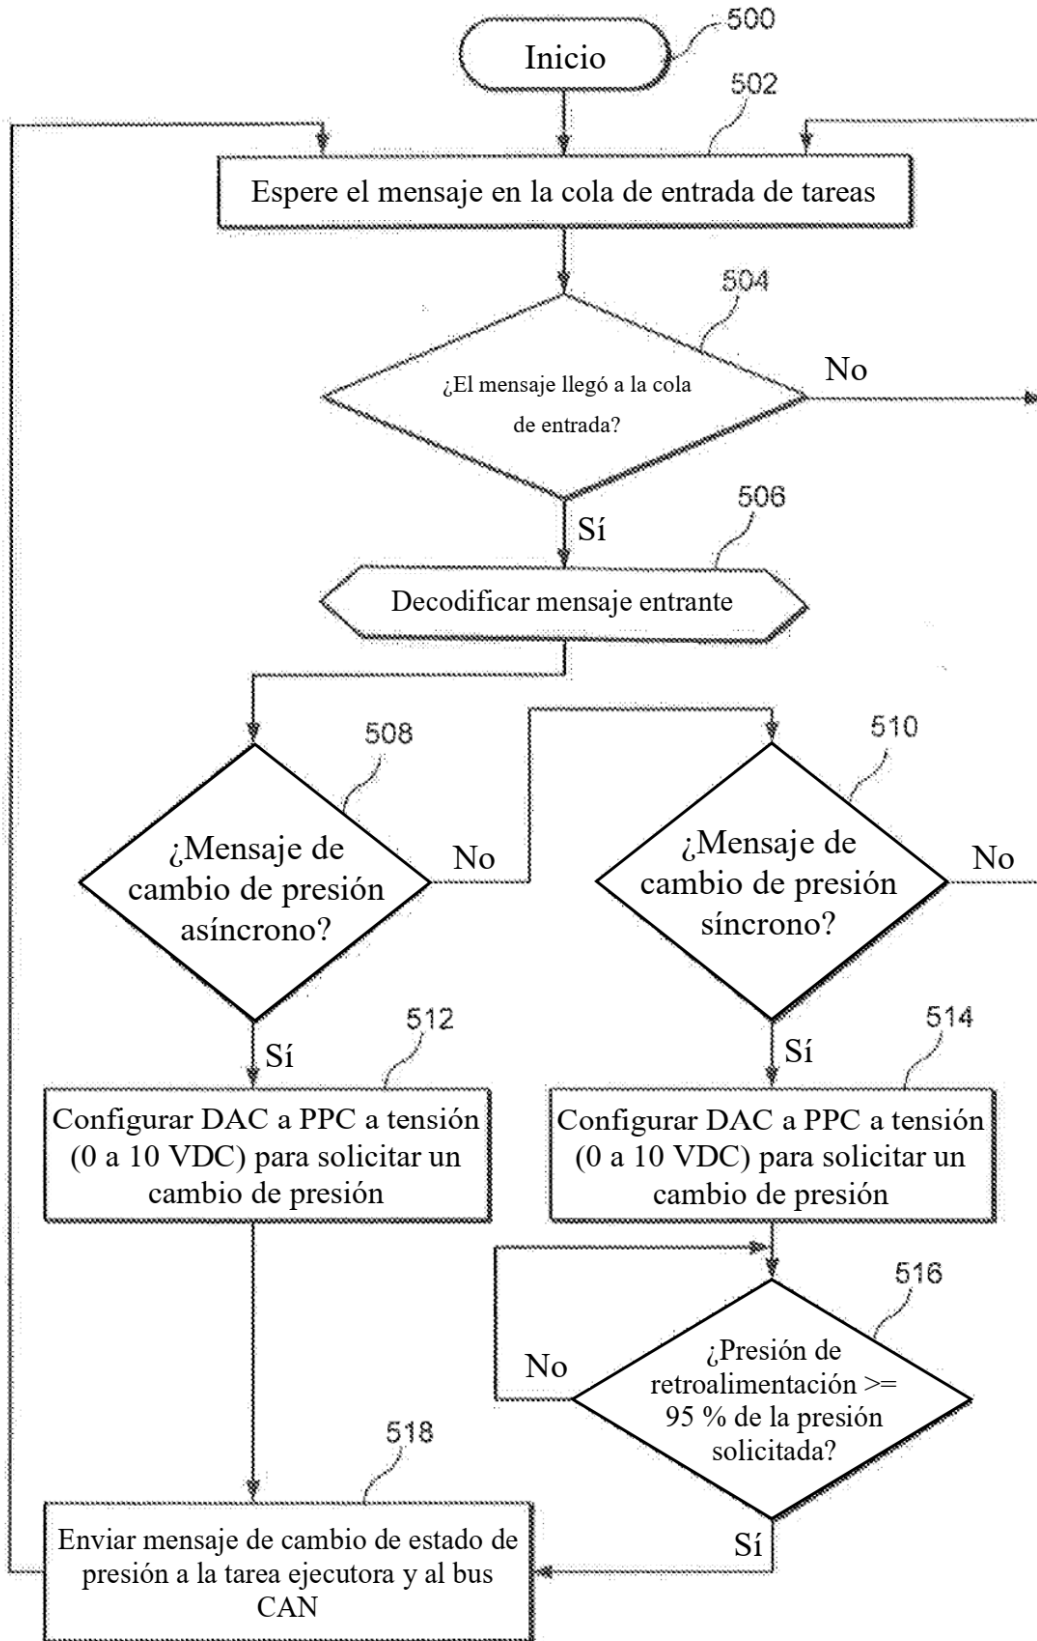 500
Inicio
502
Espere el mensaje en la cola de entrada de tareas
504
¿El mensaje llegó a la cola
de entrada?
No
Sí
506
Decodificar mensaje entrante
508
¿Mensaje de
cambio de presión
asíncrono?
No
510
¿Mensaje de
cambio de presión
síncrono?
No
Sí
512
Configurar DAC a PPC a tensión
(0 a 10 VDC) para solicitar un
cambio de presión
Sí
514
Configurar DAC a PPC a tensión
(0 a 10 VDC) para solicitar un
cambio de presión
516
¿Presión de
retroalimentación >=
95 % de la presión
solicitada?
No
Sí
518
Enviar mensaje de cambio de estado de
presión a la tarea ejecutora y al bus
CAN